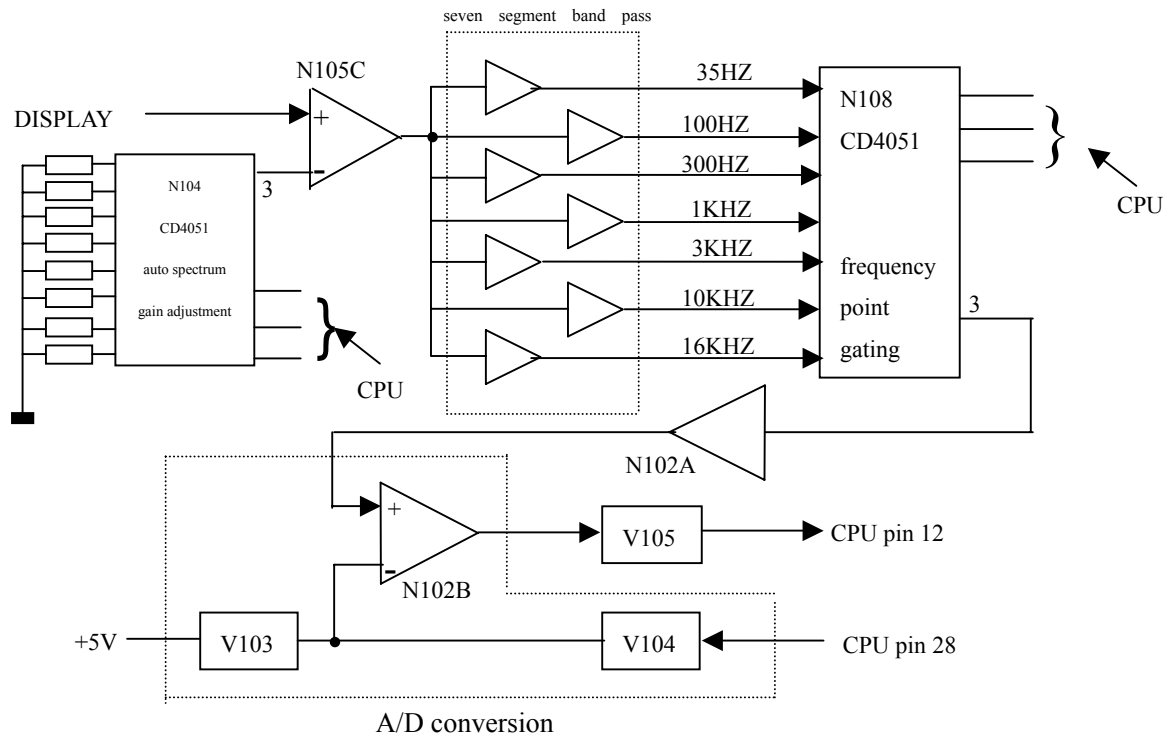 seven segment band pass
N105C
DISPLAY
+
-
3
N104
CD4051
auto spectrum
gain adjustment
}
CPU
35HZ
100HZ
300HZ
1KHZ
3KHZ
10KHZ
16KHZ
N108
CD4051
frequency
point
gating
3
}
CPU
N102A
+
-
N102B
V105
CPU pin 12
+5V
V103
V104
CPU pin 28
A/D conversion